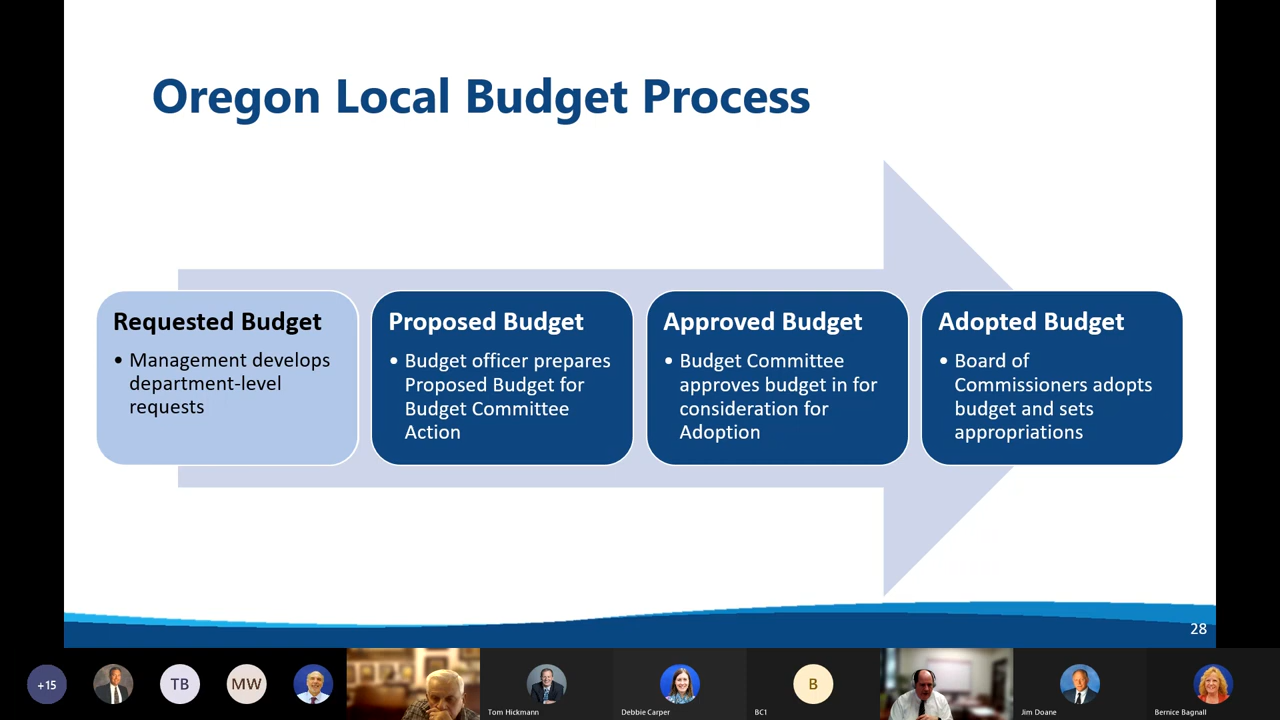 Oregon Local Budget Process
Requested Budget
• Management develops
department-level
requests
Proposed Budget
• Budget officer prepares
Proposed Budget for
Budget Committee
Action
Approved Budget
• Budget Committee
approves budget in for
consideration for
Adoption
Adopted Budget
• Board of
Commissioners adopts
budget and sets
appropriations
28
+15
TB
MW
Tom Hickmann
Debbie Carper
B
BC1
Jim Doane
Bernice Bagnall